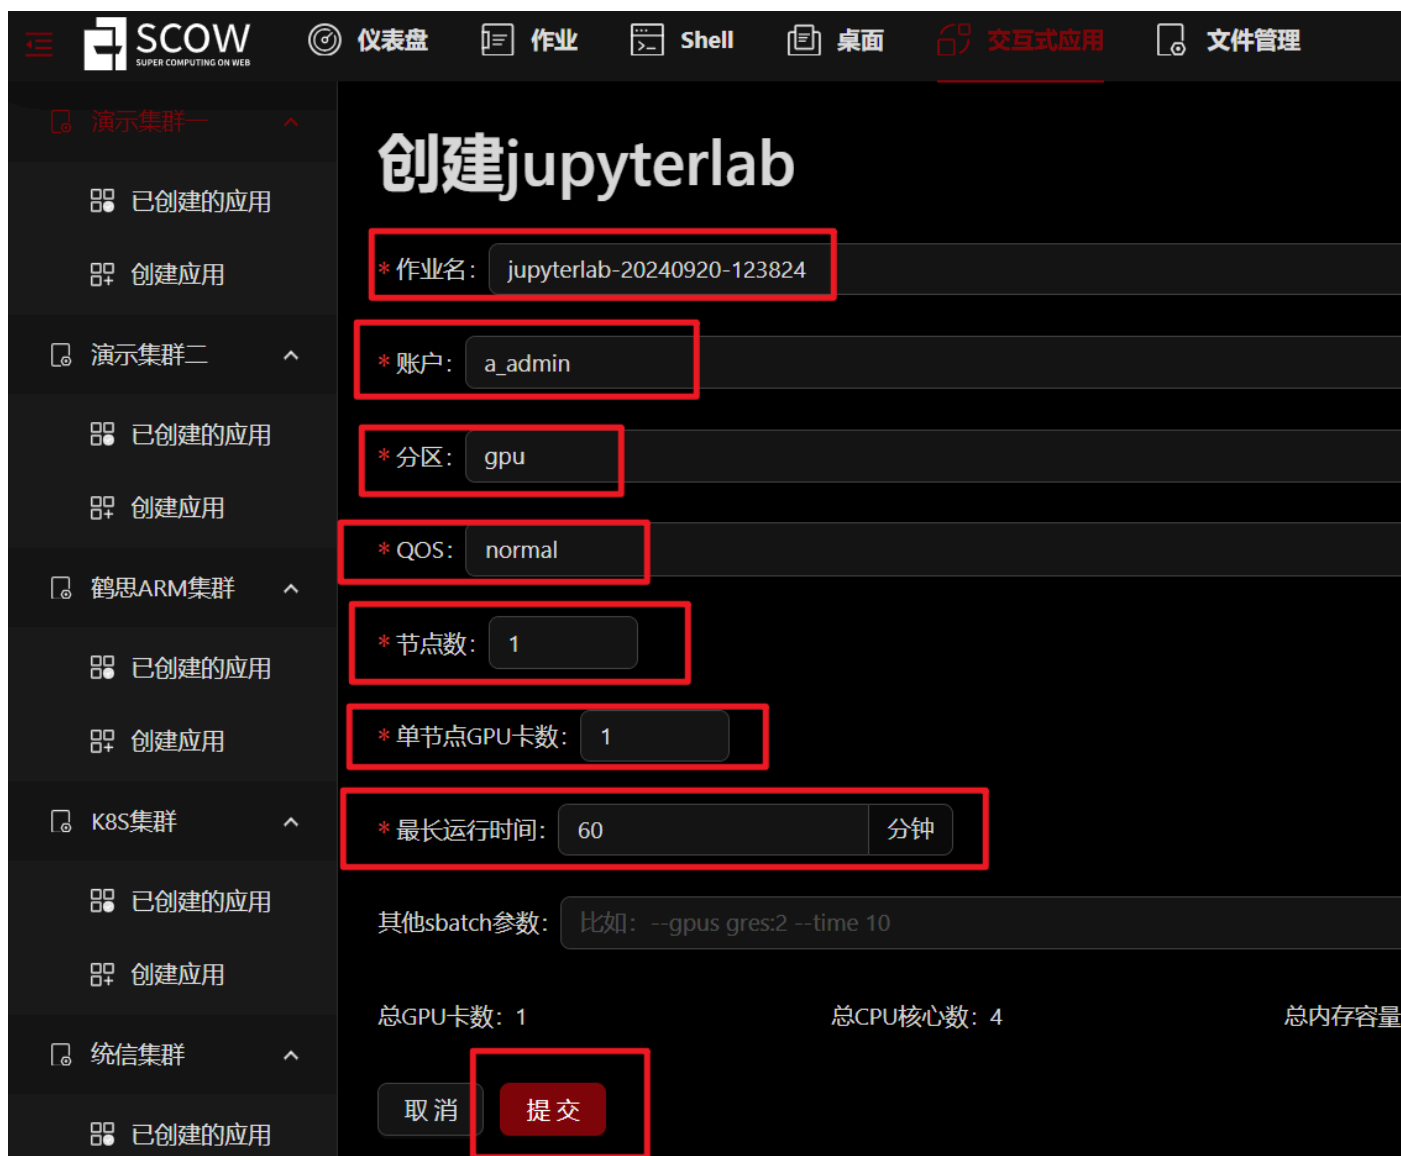 SCOW
SUPER COMPUTING ON WEB
仪表盘
作业
Shell
桌面
交互式应用
文件管理
演示集群一
已创建的应用
创建应用
演示集群二
已创建的应用
创建应用
鹤思ARM集群
已创建的应用
创建应用
K8S集群
已创建的应用
创建应用
统信集群
已创建的应用
创建jupyterlab
* 作业名： jupyterlab-20240920-123824
* 账户： a_admin
* 分区： gpu
* QOS： normal
* 节点数： 1
* 单节点GPU卡数： 1
* 最长运行时间： 60 分钟
其他sbatch参数： 比如： --gpus gres:2 --time 10
总GPU卡数：1 总CPU核心数：4 总内存容量
取消 提交